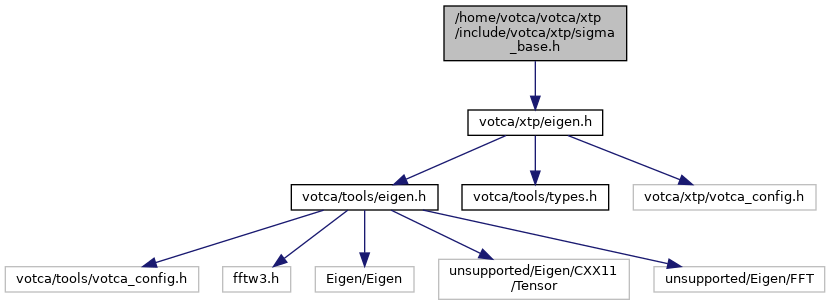 /home/votca/votca/xtp
/include/votca/xtp/sigma
_base.h
votca/xtp/eigen.h
votca/tools/eigen.h
votca/tools/types.h
votca/xtp/votca_config.h
votca/tools/votca_config.h
fftw3.h
Eigen/Eigen
unsupported/Eigen/CXX11
/Tensor
unsupported/Eigen/FFT